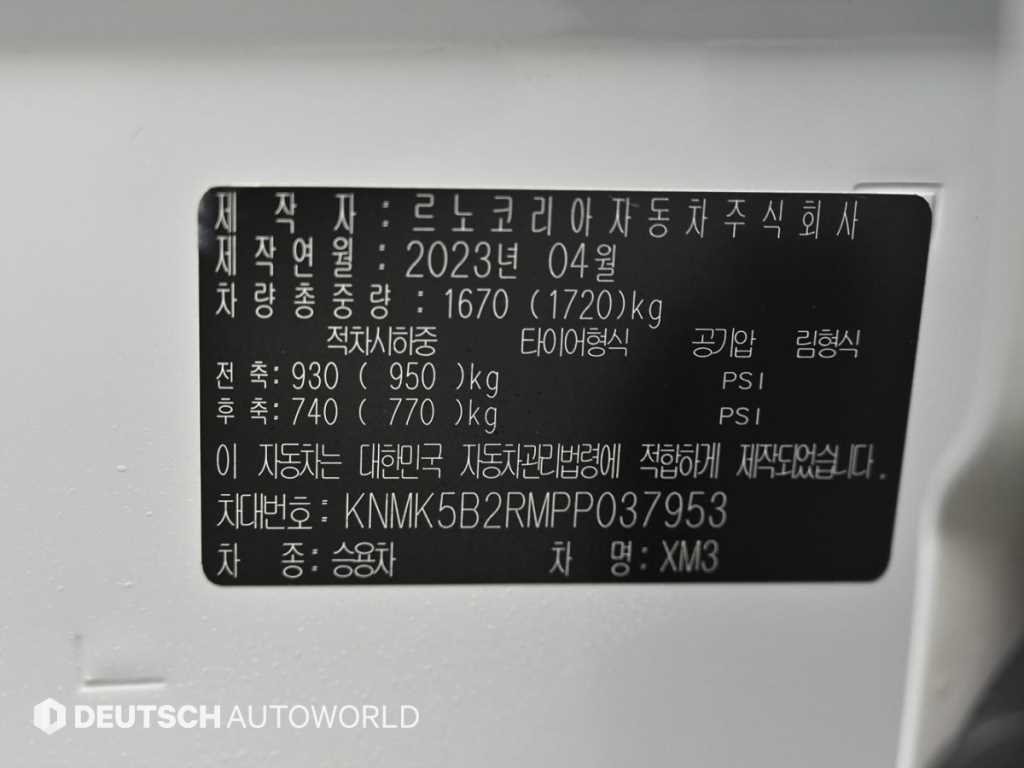 제 작 자 : 르노코리아자동차주식회사
제작연월 : 2023년 04월
차량총중량 : 1670 (1720)kg
적차시하중 타이어형식 공기압 림형식
전 축: 930 ( 950 )kg PSI
후 축: 740 ( 770 )kg PSI
이 자동차는 대한민국 자동차관리법령에 적합하게 제작되었습니다.
차대번호: KNMK5B2RMPP037953
차 종: 승용차 차 명: XM3
DEUTSCH AUTOWORLD